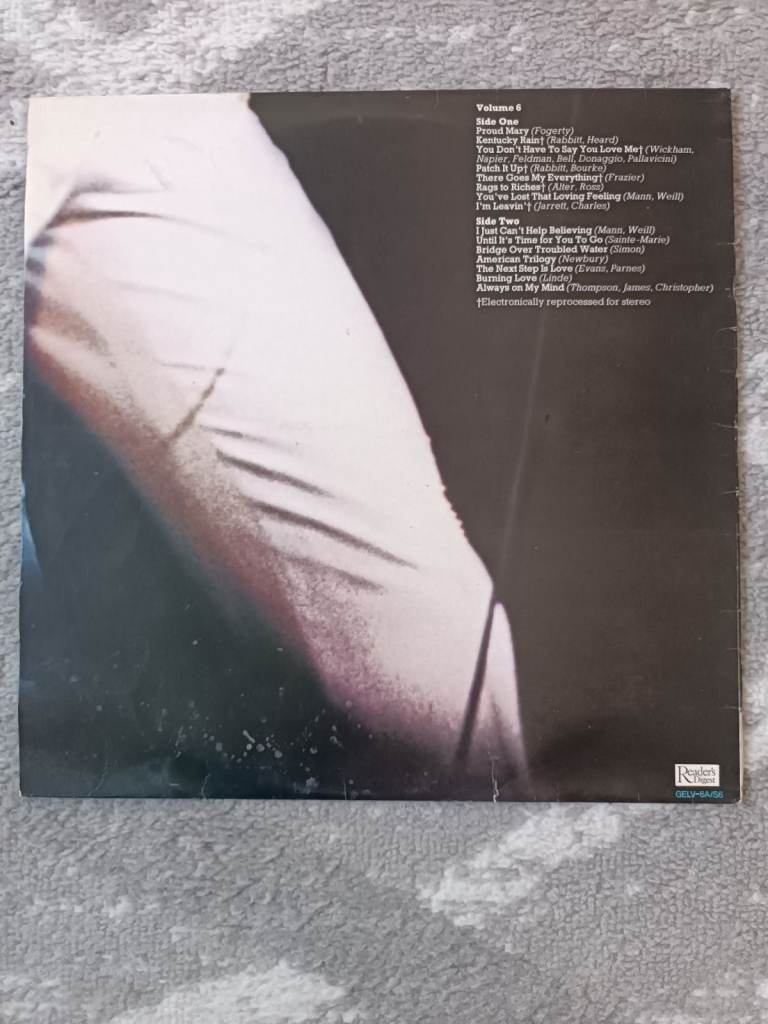 Volume 6
Side One
Proud Mary (Fogerty)
Kentucky Rain† (Rabbitt, Heard)
You Don't Have To Say You Love Me† (Wickham,
Napier, Feldman, Bell, Donaggio, Pallavicini)
Patch It Up† (Rabbitt, Bourke)
There Goes My Everything† (Frazier)
Rags to Riches† (Alter, Ross)
You've Lost That Loving Feeling (Mann, Weill)
I'm Leavin'† (Jarrett, Charles)
Side Two
I Just Can't Help Believing (Mann, Weill)
Until It's Time for You To Go (Sainte-Marie)
Bridge Over Troubled Water (Simon)
American Trilogy (Newbury)
The Next Step Is Love (Evans, Parnes)
Burning Love (Linde)
Always on My Mind (Thompson, James, Christopher)
†Electronically reprocessed for stereo
Reader's
Digest
GELV-6A/S6